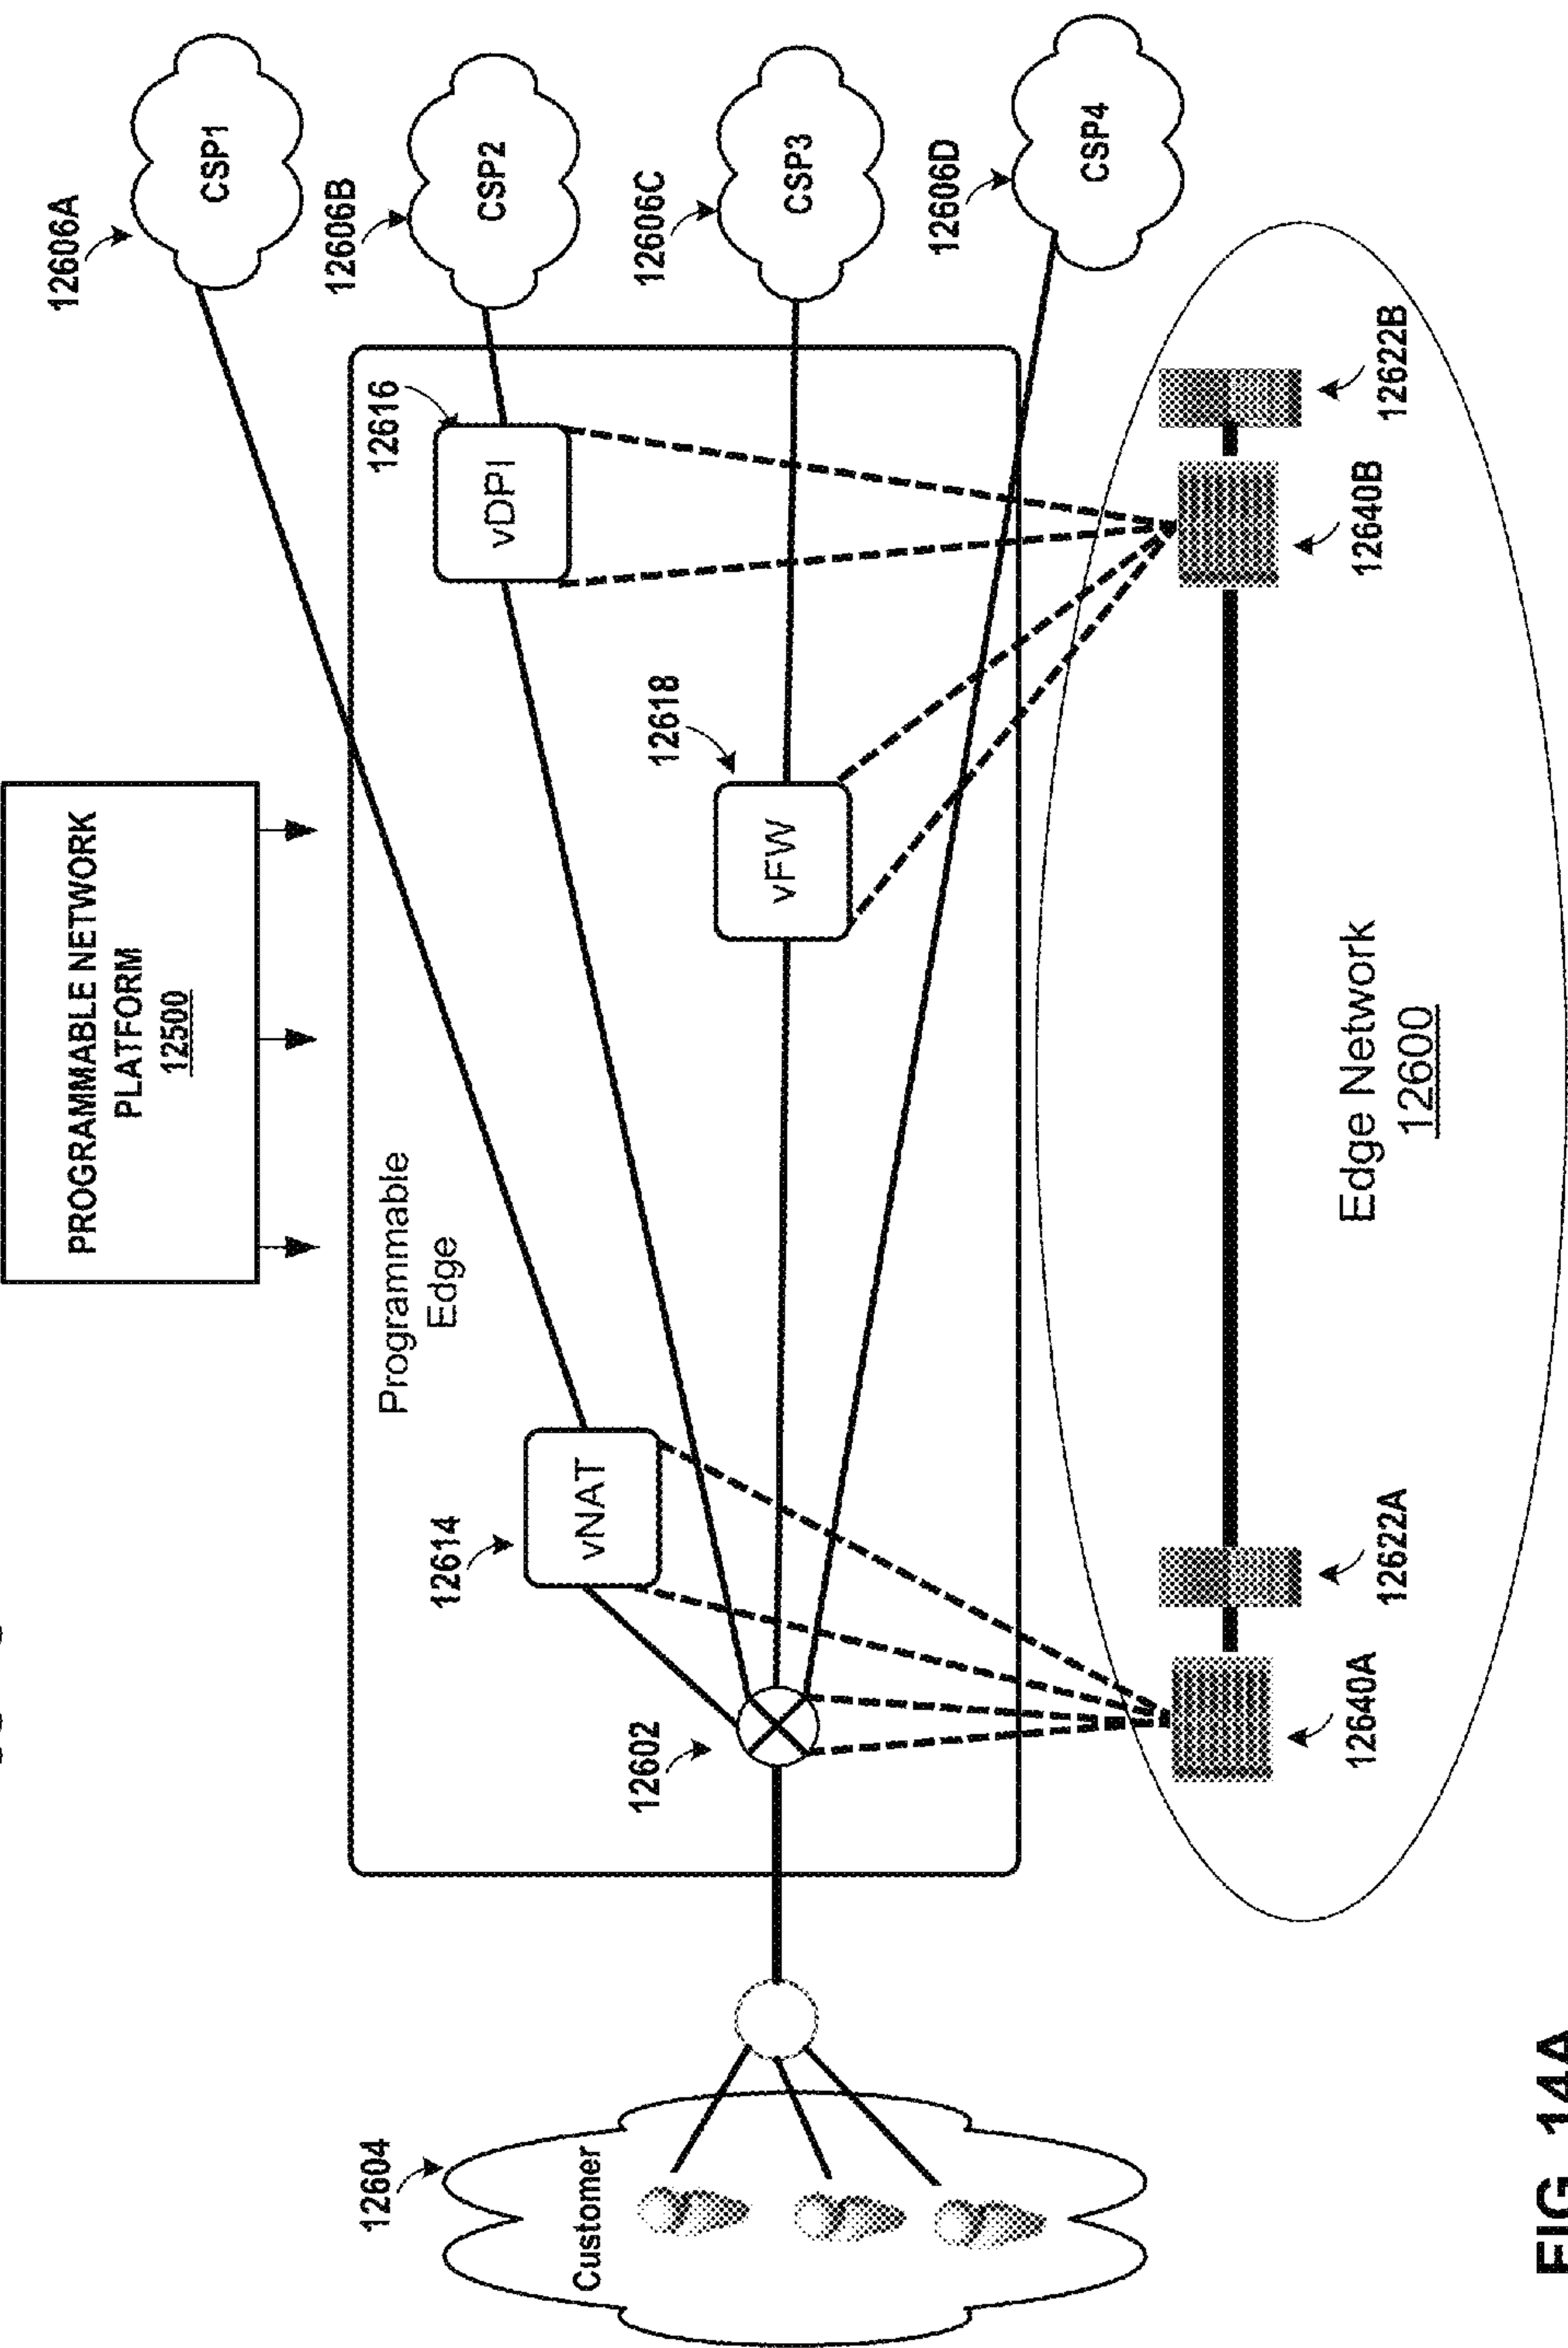 PROGRAMMABLE NETWORK
PLATFORM
12500
12606A
CSP1
12606B
CSP2
12606C
CSP3
12606D
CSP4
Programmable
Edge
12614
vNAT
12616
vDPI
12618
vFW
12602
12604
Customer
12640A
12622A
12640B
12622B
Edge Network
12600
FIG. 14A